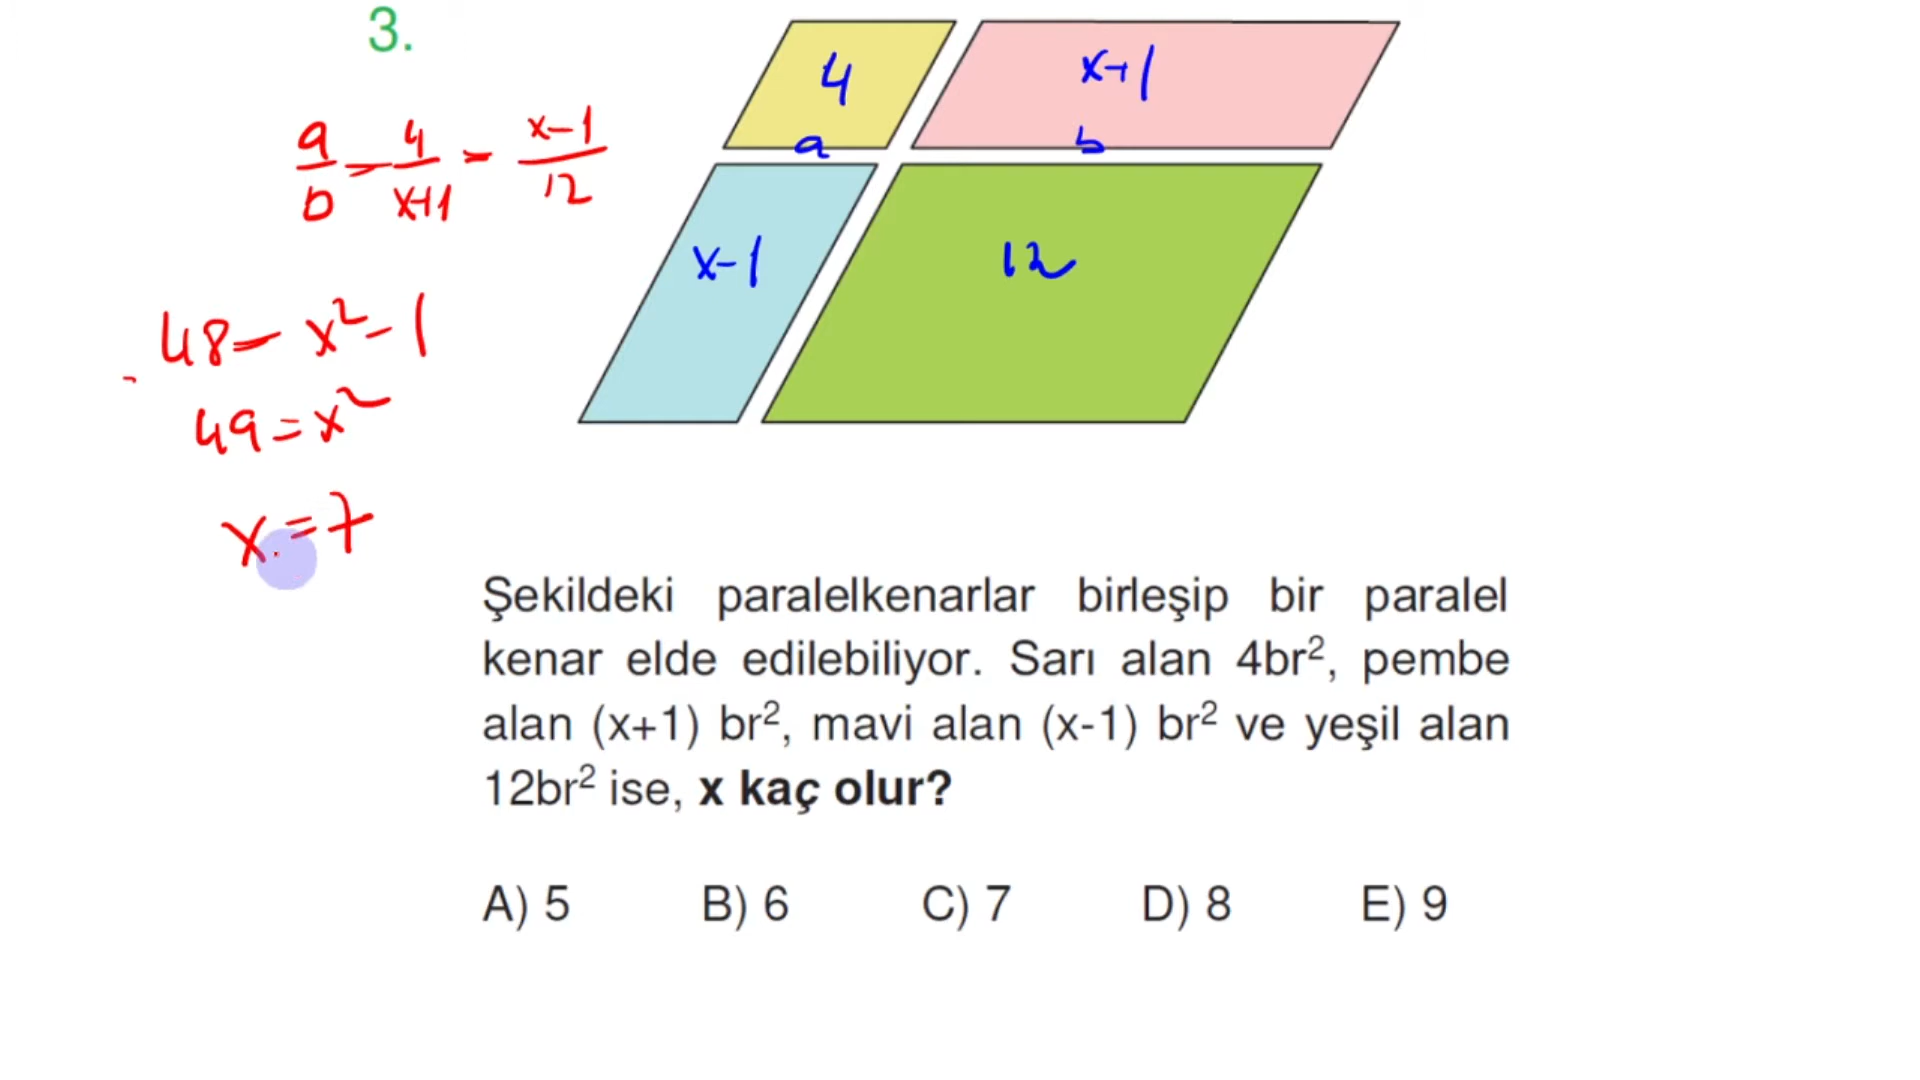 3.
4
x+1
a
b
a/b = 4/x+1 = x-1/12
x-1
12
48 = x² - 1
49 = x²
x = 7
Şekildeki paralelkenarlar birleşip bir paralel
kenar elde edilebiliyor. Sarı alan 4br², pembe
alan (x+1) br², mavi alan (x-1) br² ve yeşil alan
12br² ise, x kaç olur?
A) 5 B) 6 C) 7 D) 8 E) 9